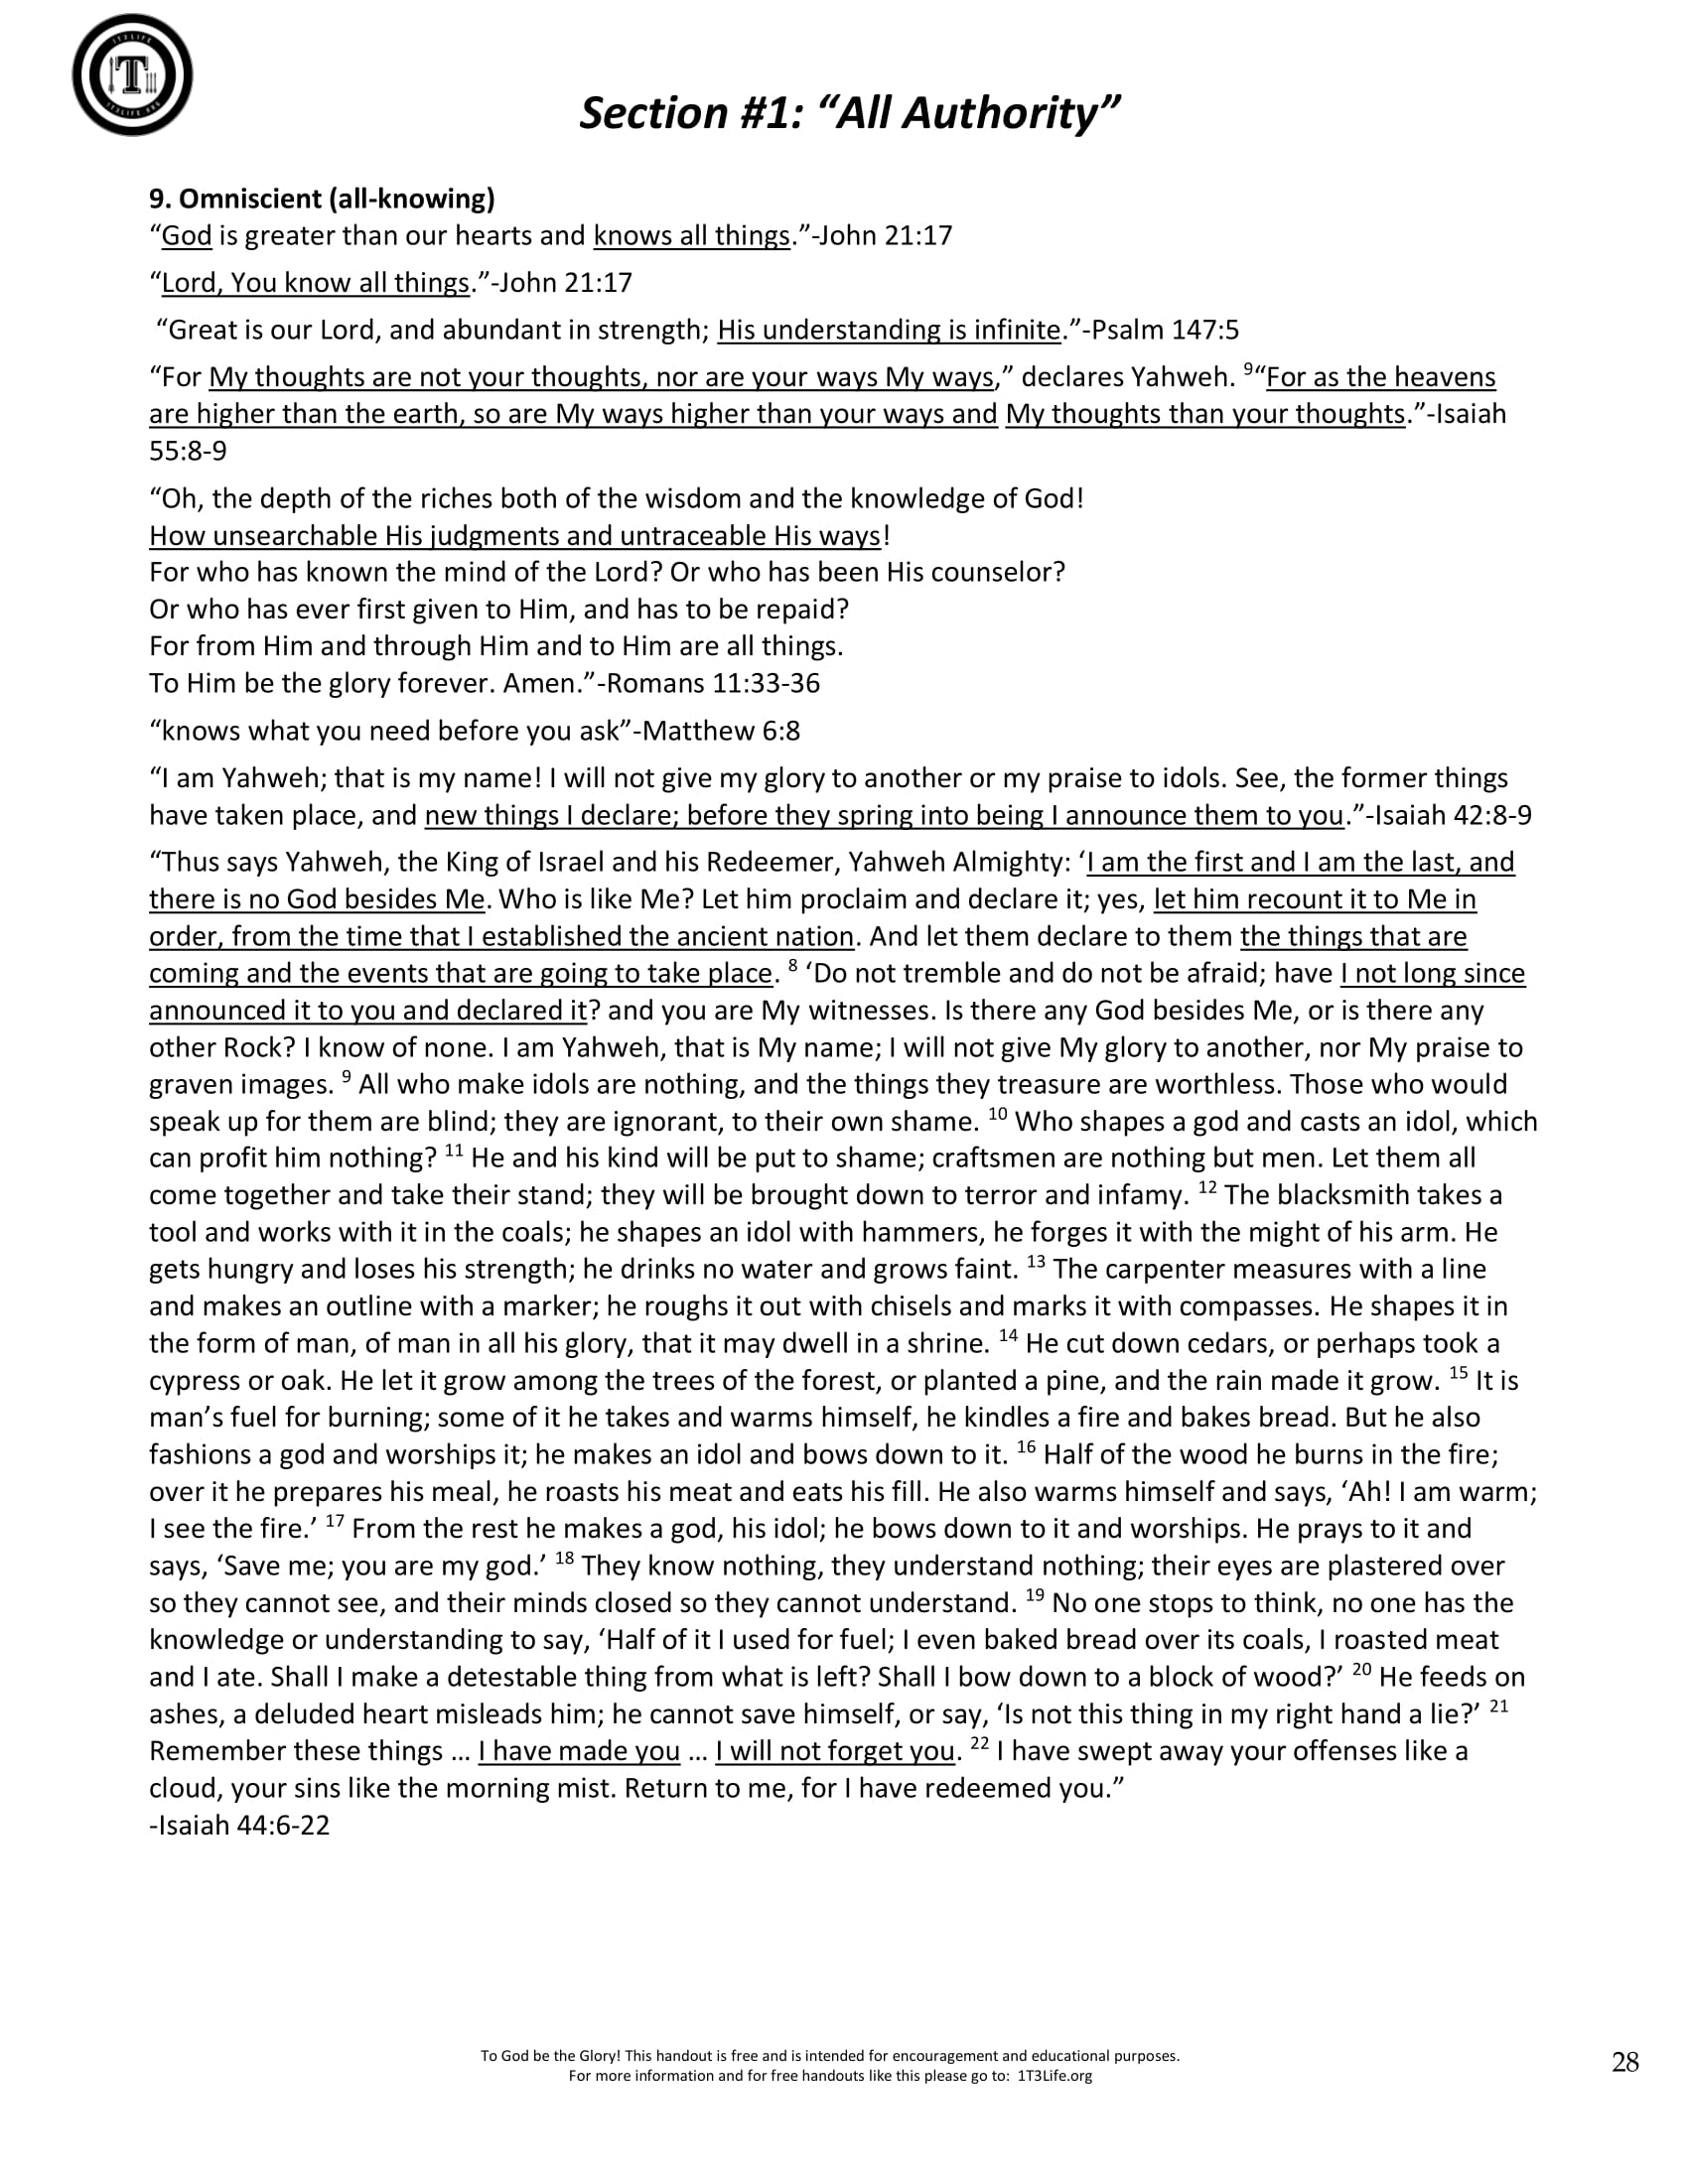 1T3LIFE
T
1T3LIFE.ORG
Section #1: “All Authority”
9. Omniscient (all-knowing)
“God is greater than our hearts and knows all things.”-John 21:17
“Lord, You know all things.”-John 21:17
“Great is our Lord, and abundant in strength; His understanding is infinite.”-Psalm 147:5
“For My thoughts are not your thoughts, nor are your ways My ways,” declares Yahweh. ⁹“For as the heavens
are higher than the earth, so are My ways higher than your ways and My thoughts than your thoughts.”-Isaiah
55:8-9
“Oh, the depth of the riches both of the wisdom and the knowledge of God!
How unsearchable His judgments and untraceable His ways!
For who has known the mind of the Lord? Or who has been His counselor?
Or who has ever first given to Him, and has to be repaid?
For from Him and through Him and to Him are all things.
To Him be the glory forever. Amen.”-Romans 11:33-36
“knows what you need before you ask”-Matthew 6:8
“I am Yahweh; that is my name! I will not give my glory to another or my praise to idols. See, the former things
have taken place, and new things I declare; before they spring into being I announce them to you.”-Isaiah 42:8-9
“Thus says Yahweh, the King of Israel and his Redeemer, Yahweh Almighty: ‘I am the first and I am the last, and
there is no God besides Me. Who is like Me? Let him proclaim and declare it; yes, let him recount it to Me in
order, from the time that I established the ancient nation. And let them declare to them the things that are
coming and the events that are going to take place. ⁸ ‘Do not tremble and do not be afraid; have I not long since
announced it to you and declared it? and you are My witnesses. Is there any God besides Me, or is there any
other Rock? I know of none. I am Yahweh, that is My name; I will not give My glory to another, nor My praise to
graven images. ⁹ All who make idols are nothing, and the things they treasure are worthless. Those who would
speak up for them are blind; they are ignorant, to their own shame. ¹⁰ Who shapes a god and casts an idol, which
can profit him nothing? ¹¹ He and his kind will be put to shame; craftsmen are nothing but men. Let them all
come together and take their stand; they will be brought down to terror and infamy. ¹² The blacksmith takes a
tool and works with it in the coals; he shapes an idol with hammers, he forges it with the might of his arm. He
gets hungry and loses his strength; he drinks no water and grows faint. ¹³ The carpenter measures with a line
and makes an outline with a marker; he roughs it out with chisels and marks it with compasses. He shapes it in
the form of man, of man in all his glory, that it may dwell in a shrine. ¹⁴ He cut down cedars, or perhaps took a
cypress or oak. He let it grow among the trees of the forest, or planted a pine, and the rain made it grow. ¹⁵ It is
man’s fuel for burning; some of it he takes and warms himself, he kindles a fire and bakes bread. But he also
fashions a god and worships it; he makes an idol and bows down to it. ¹⁶ Half of the wood he burns in the fire;
over it he prepares his meal, he roasts his meat and eats his fill. He also warms himself and says, ‘Ah! I am warm;
I see the fire.’ ¹⁷ From the rest he makes a god, his idol; he bows down to it and worships. He prays to it and
says, ‘Save me; you are my god.’ ¹⁸ They know nothing, they understand nothing; their eyes are plastered over
so they cannot see, and their minds closed so they cannot understand. ¹⁹ No one stops to think, no one has the
knowledge or understanding to say, ‘Half of it I used for fuel; I even baked bread over its coals, I roasted meat
and I ate. Shall I make a detestable thing from what is left? Shall I bow down to a block of wood?’ ²⁰ He feeds on
ashes, a deluded heart misleads him; he cannot save himself, or say, ‘Is not this thing in my right hand a lie?’ ²¹
Remember these things … I have made you … I will not forget you. ²² I have swept away your offenses like a
cloud, your sins like the morning mist. Return to me, for I have redeemed you.”
-Isaiah 44:6-22
To God be the Glory! This handout is free and is intended for encouragement and educational purposes.
For more information and for free handouts like this please go to: 1T3Life.org
28